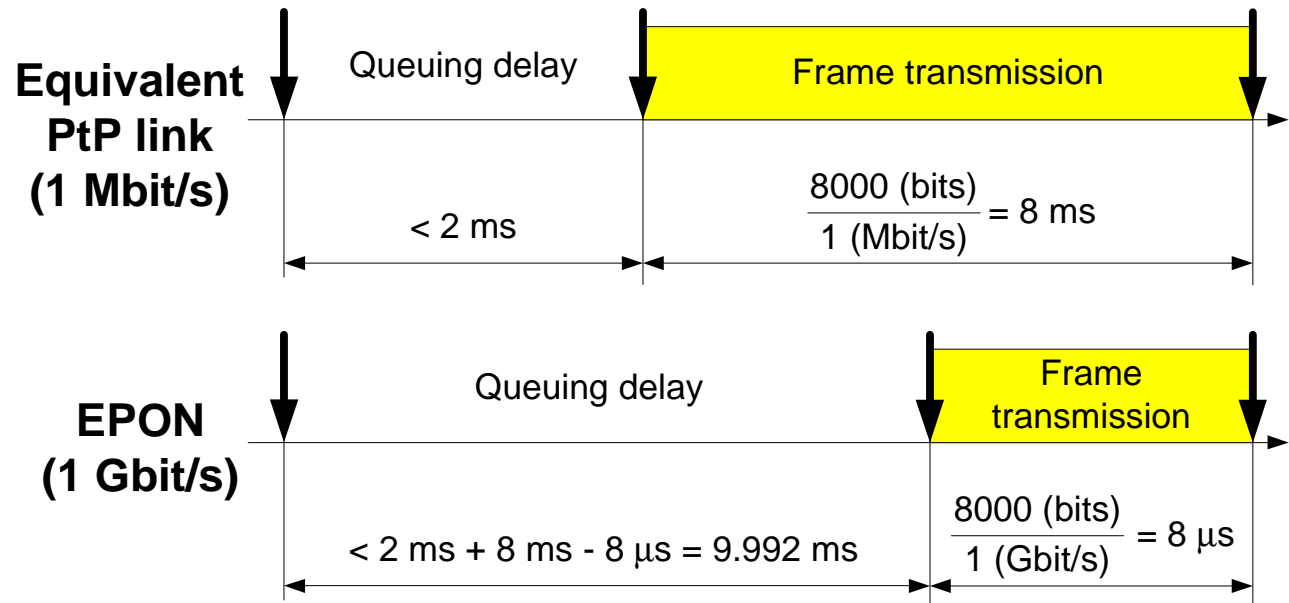 Equivalent
PtP link
(1 Mbit/s)
Queuing delay
Frame transmission
< 2 ms
8000 (bits)
1 (Mbit/s)
= 8 ms
EPON
(1 Gbit/s)
Queuing delay
Frame
transmission
< 2 ms + 8 ms - 8 μs = 9.992 ms
8000 (bits)
1 (Gbit/s)
= 8 μs